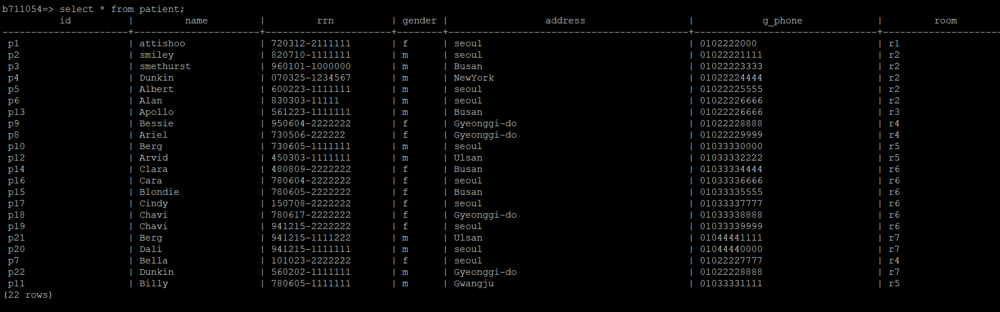 b711054=> select * from patient;
id | name | rrn | gender | address | g_phone | room
----------------------+----------------------+----------------------+--------+------------------------------------------+--------------------------------+---------------------
p1 | attishoo | 720312-2111111 | f | seoul | 0102222000 | r1
p2 | smiley | 820710-1111111 | m | seoul | 01022221111 | r2
p3 | smethurst | 960101-1000000 | m | Busan | 01022223333 | r2
p4 | Dunkin | 070325-1234567 | m | NewYork | 01022224444 | r2
p5 | Albert | 600223-1111111 | m | seoul | 01022225555 | r2
p6 | Alan | 830303-11111 | m | seoul | 01022226666 | r2
p13 | Apollo | 561223-1111111 | m | Busan | 01022226666 | r3
p9 | Bessie | 950604-2222222 | f | Gyeonggi-do | 01022228888 | r4
p8 | Ariel | 730506-222222 | f | Gyeonggi-do | 01022229999 | r4
p10 | Berg | 730605-1111111 | m | seoul | 01033330000 | r5
p12 | Arvid | 450303-1111111 | m | Ulsan | 01033332222 | r5
p14 | Clara | 480809-2222222 | f | Busan | 01033334444 | r6
p16 | Cara | 780604-2222222 | f | seoul | 01033336666 | r6
p15 | Blondie | 780605-2222222 | f | Busan | 01033335555 | r6
p17 | Cindy | 150708-2222222 | f | seoul | 01033337777 | r6
p18 | Chavi | 780617-2222222 | f | Gyeonggi-do | 01033338888 | r6
p19 | Chavi | 941215-2222222 | f | seoul | 01033339999 | r6
p21 | Berg | 941215-1111222 | m | Ulsan | 01044441111 | r7
p20 | Dali | 941215-1111111 | m | seoul | 01044440000 | r7
p7 | Bella | 101023-2222222 | f | seoul | 01022227777 | r4
p22 | Dunkin | 560202-1111111 | m | Gyeonggi-do | 01022228888 | r7
p11 | Billy | 780605-1111111 | m | Gwangju | 01033331111 | r5
(22 rows)